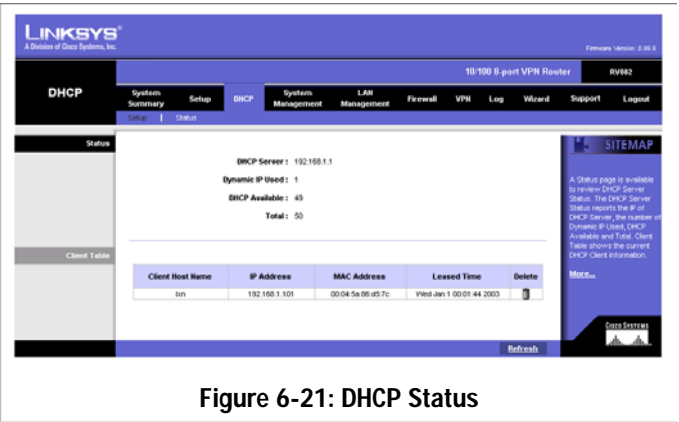 LINKSYS®
A Division of Cisco Systems, Inc.
10/100 8-port VPN Router
RV082
DHCP
System Summary
Setup
DHCP
System Management
LAN Management
Firewall
VPN
Log
Wizard
Support
Logout
Setup | Status
Status
SITEMAP
DHCP Server : 192.168.1.1
Dynamic IP Used : 1
DHCP Available : 49
Total : 50
A Status page is available
to review DHCP Server
Status. The DHCP Server
Status reports the IP of
DHCP Server, the number of
Dynamic IP Used, DHCP
Available and Total. Client
Table shows the current
DHCP Client information.
More...
Client Table
Client Host Name
IP Address
MAC Address
Leased Time
Delete
192.168.1.101
00:04:5a:86:d5:7c
Wed Jan 1 00:01:44 2003
Refresh
CISCO SYSTEMS
Figure 6-21: DHCP Status